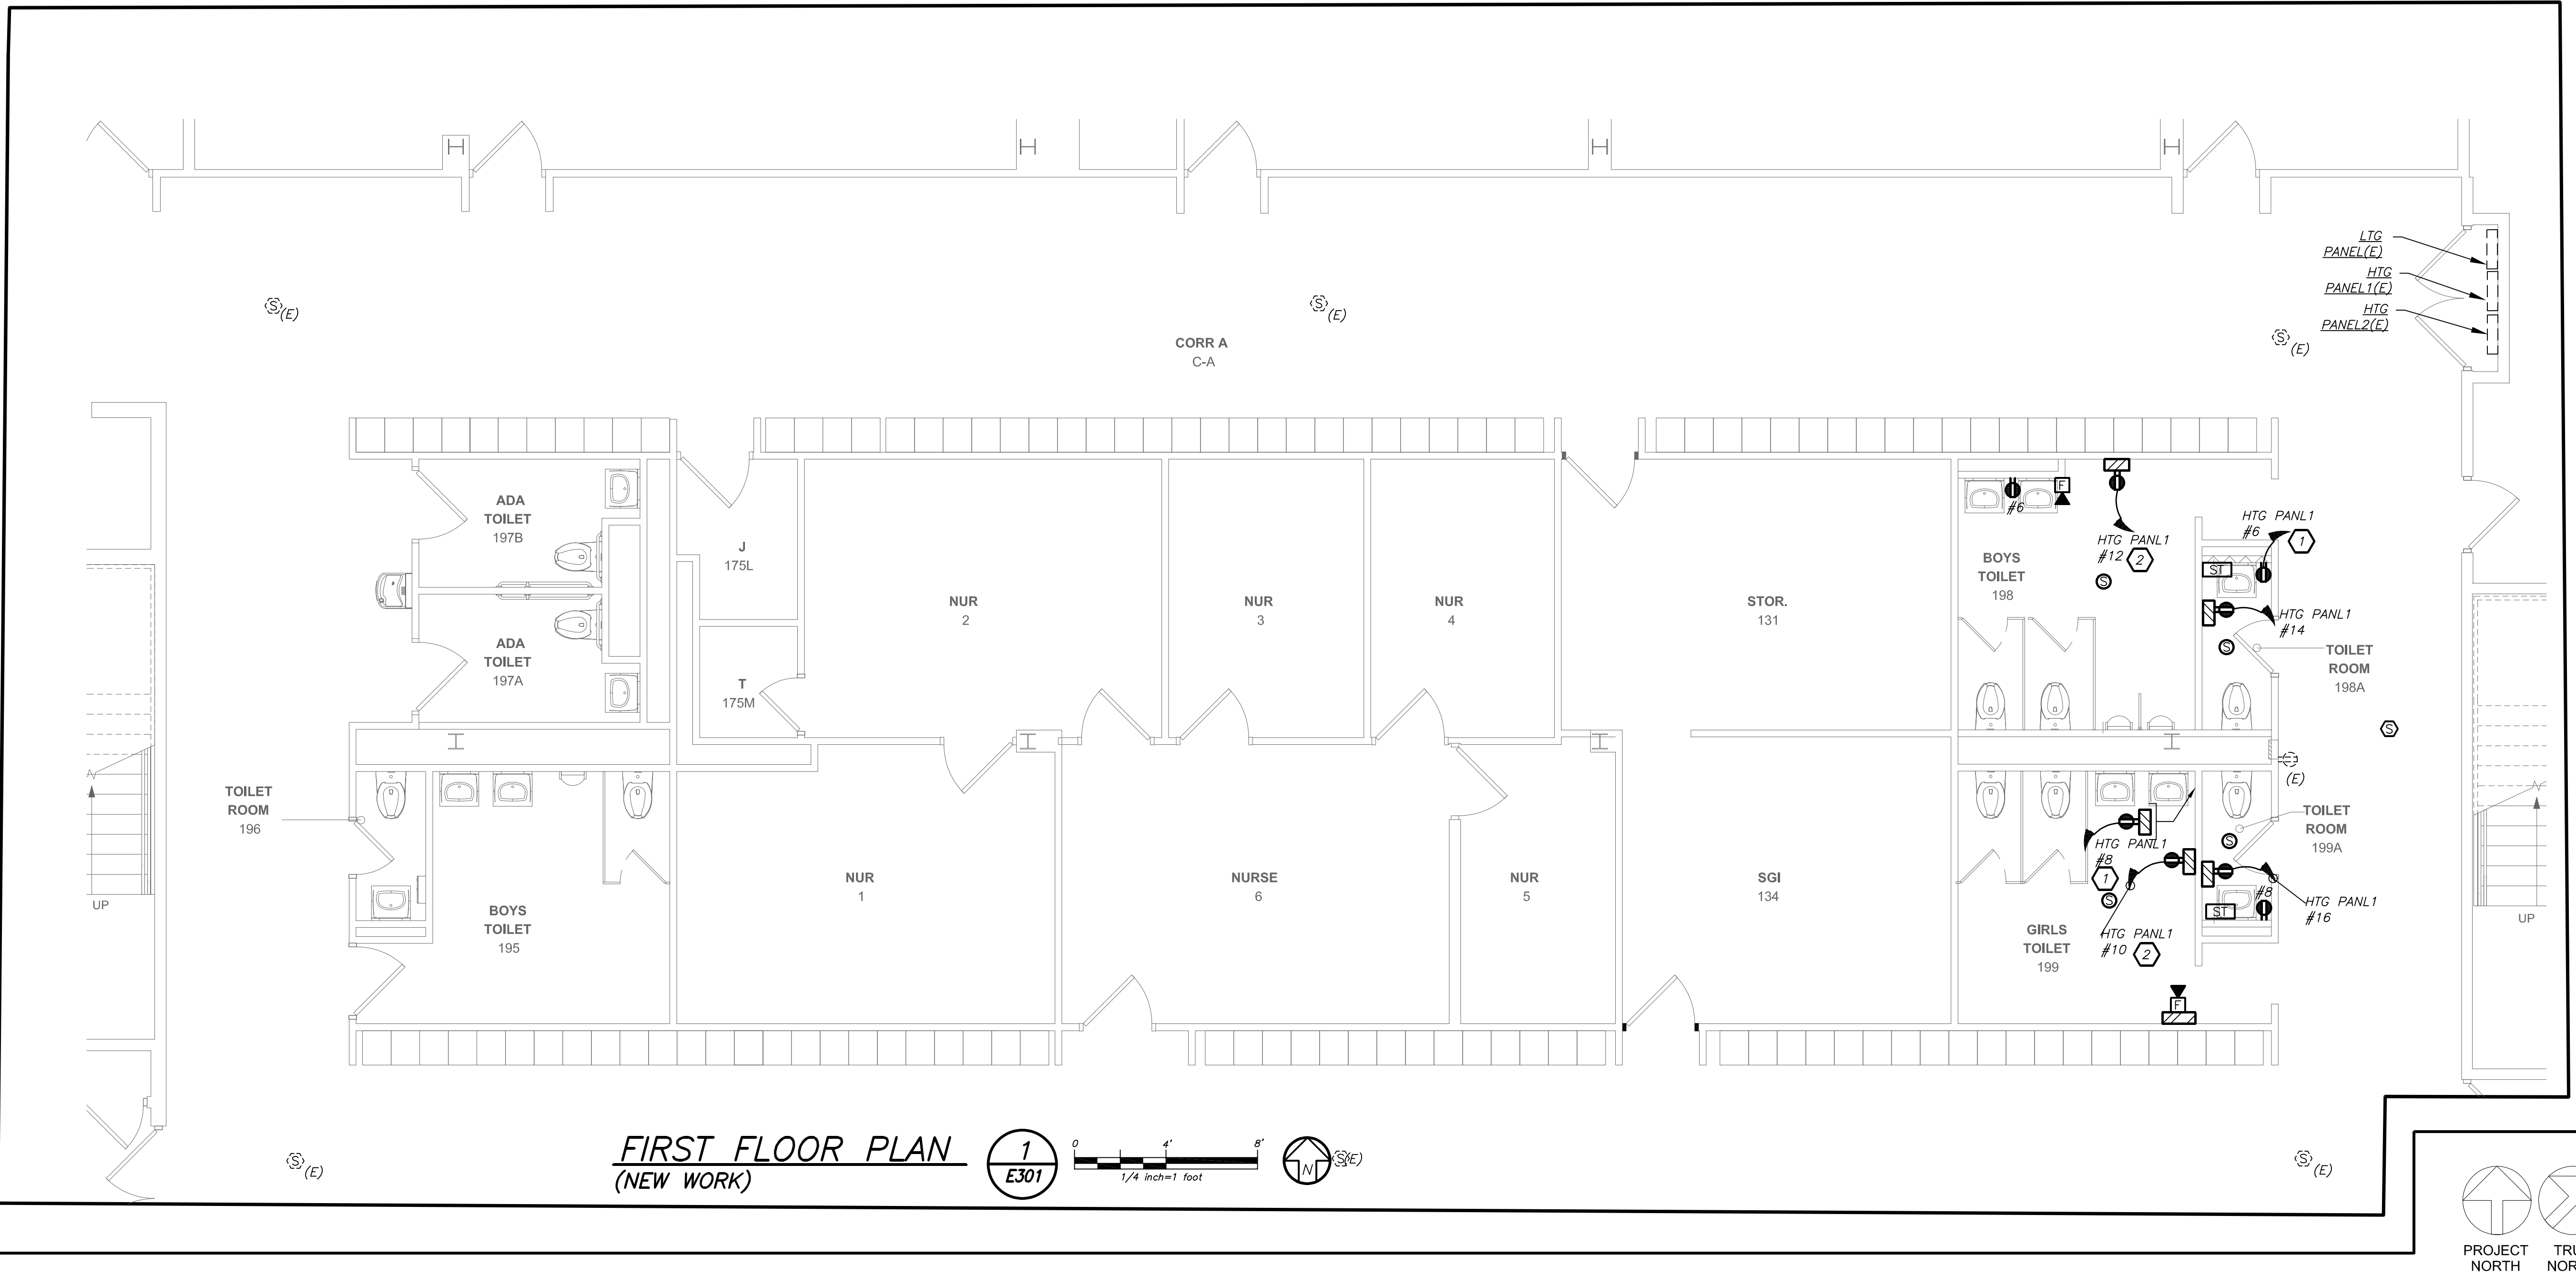 LTG
PANEL(E)
HTG
PANEL1(E)
HTG
PANEL2(E)
S
(E)
S
(E)
S
(E)
CORR A
C-A
ADA
TOILET
197B
J
175L
NUR
2
NUR
3
NUR
4
STOR.
131
BOYS
TOILET
198
#6
F
HTG PANL1
#12
2
S
HTG PANL1
#6
1
ST
HTG PANL1
#14
S
TOILET
ROOM
198A
ADA
TOILET
197A
T
175M
S
(E)
TOILET
ROOM
196
BOYS
TOILET
195
NUR
1
NURSE
6
NUR
5
SGI
134
GIRLS
TOILET
199
HTG PANL1
#8
1
S
HTG PANL1
#10
2
F
TOILET
ROOM
199A
S
#8
ST
HTG PANL1
#16
UP
UP
S
(E)
FIRST FLOOR PLAN
(NEW WORK)
1
E301
0 4' 8'
1/4 inch=1 foot
N
S
E)
S
(E)
PROJECT
NORTH
TRU
NOR